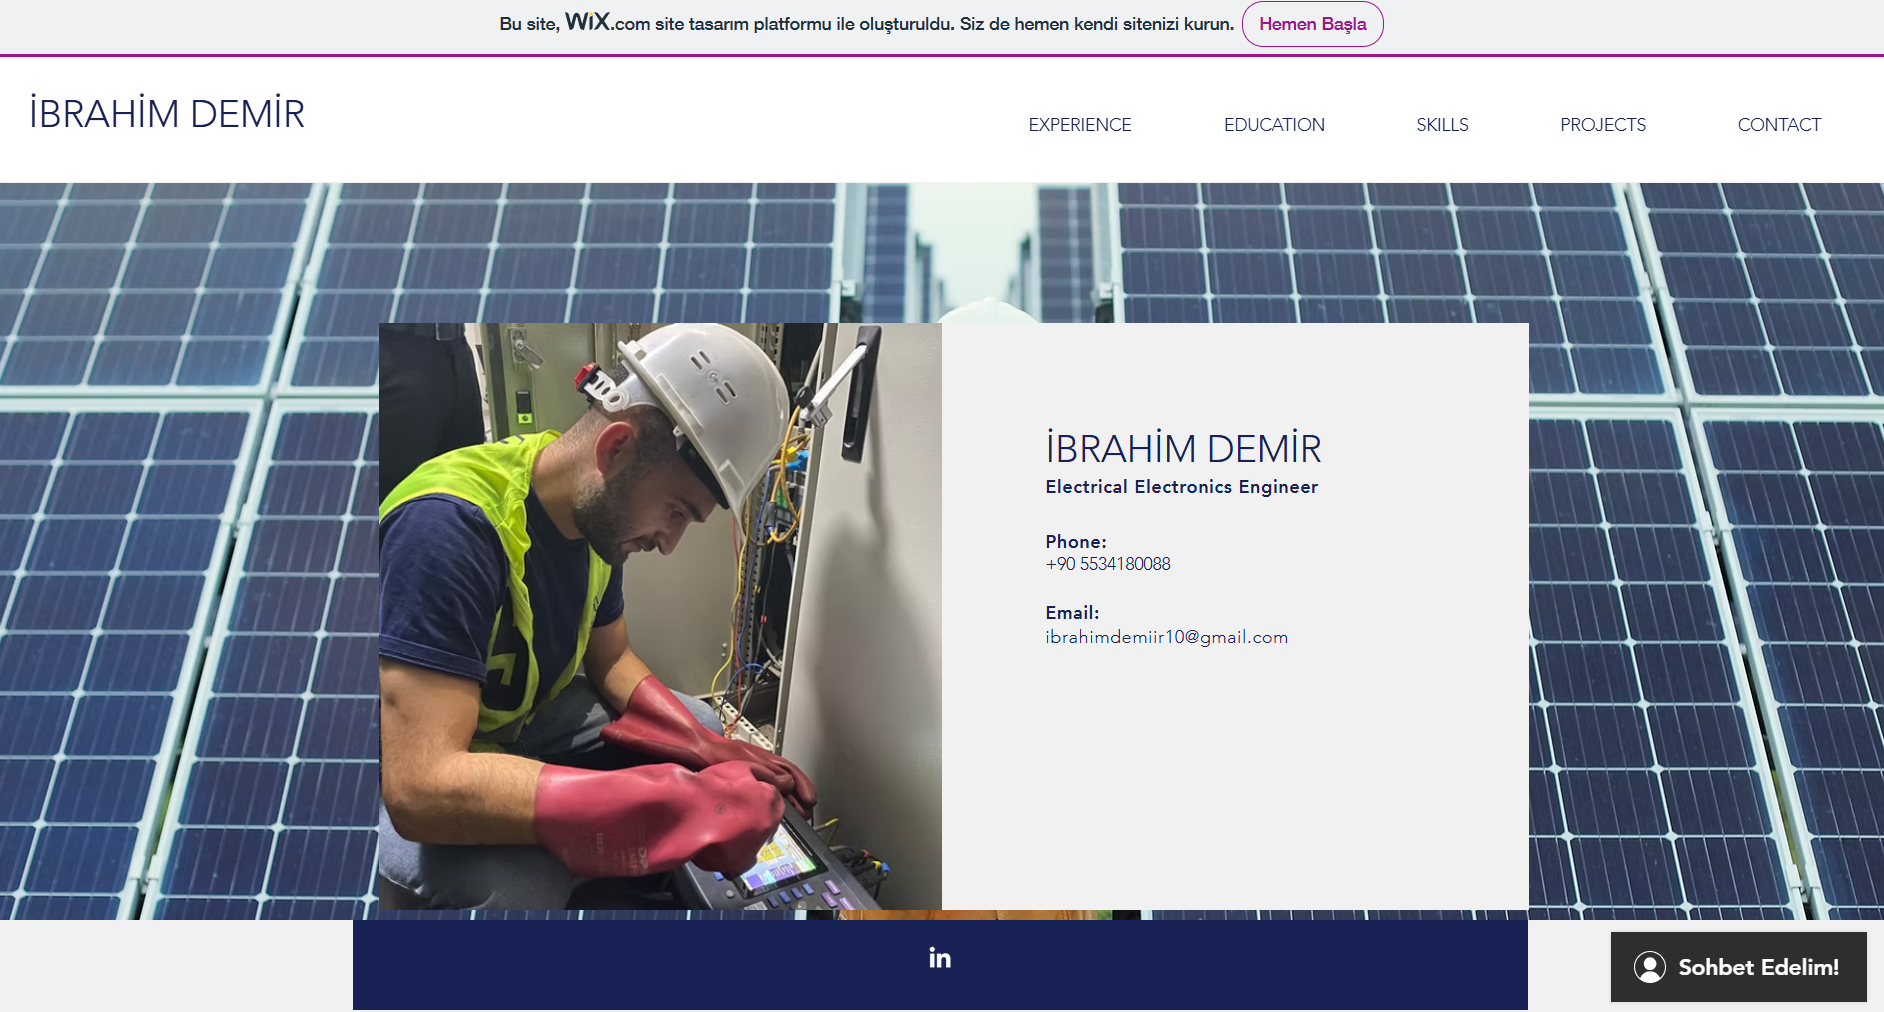 Bu site, WiX.com site tasarım platformu ile oluşturuldu. Siz de hemen kendi sitenizi kurun. Hemen Başla
İBRAHİM DEMİR
EXPERIENCE EDUCATION SKILLS PROJECTS CONTACT
İBRAHİM DEMİR
Electrical Electronics Engineer
Phone:
+90 5534180088
Email:
ibrahimdemiir10@gmail.com
in
Sohbet Edelim!